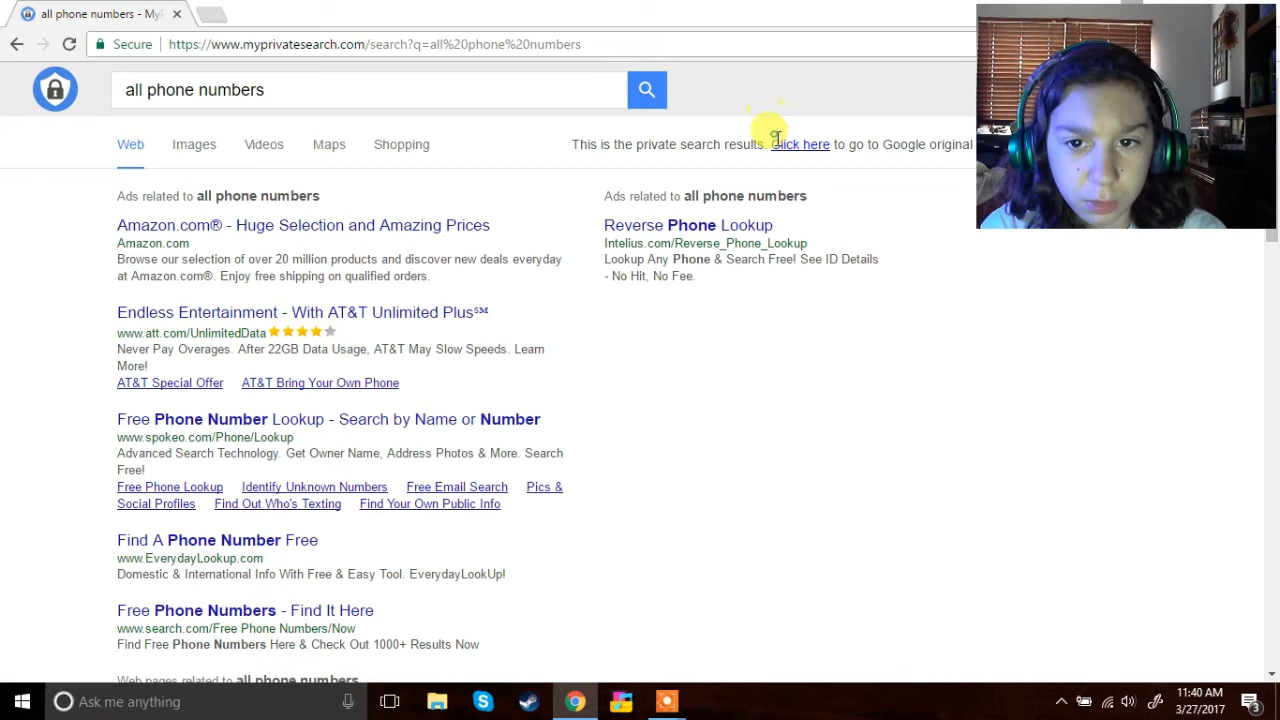 all phone numbers - MyP
Secure
https://www.myprivatesearch.com/
%20phone%20numbers
all phone numbers
Web Images Videos Maps Shopping
This is the private search results. Click here to go to Google original
Ads related to all phone numbers
Amazon.com® - Huge Selection and Amazing Prices
Amazon.com
Browse our selection of over 20 million products and discover new deals everyday
at Amazon.com®. Enjoy free shipping on qualified orders.
Endless Entertainment - With AT&T Unlimited Plus℠
www.att.com/UnlimitedData
Never Pay Overages. After 22GB Data Usage, AT&T May Slow Speeds. Learn
More!
AT&T Special Offer AT&T Bring Your Own Phone
Free Phone Number Lookup - Search by Name or Number
www.spokeo.com/Phone/Lookup
Advanced Search Technology. Get Owner Name, Address Photos & More. Search
Free!
Free Phone Lookup Identify Unknown Numbers Free Email Search Pics &
Social Profiles Find Out Who's Texting Find Your Own Public Info
Find A Phone Number Free
www.EverydayLookup.com
Domestic & International Info With Free & Easy Tool. EverydayLookUp!
Free Phone Numbers - Find It Here
www.search.com/Free Phone Numbers/Now
Find Free Phone Numbers Here & Check Out 1000+ Results Now
Web pages related to all phone numbers
Ads related to all phone numbers
Reverse Phone Lookup
Intelius.com/Reverse_Phone_Lookup
Lookup Any Phone & Search Free! See ID Details
- No Hit, No Fee.
Ask me anything
11:40 AM
3/27/2017
3